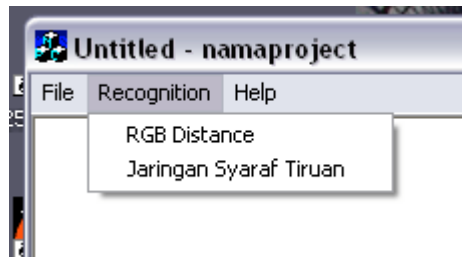 Untitled - namaproject
File Recognition Help
RGB Distance
Jaringan Syaraf Tiruan